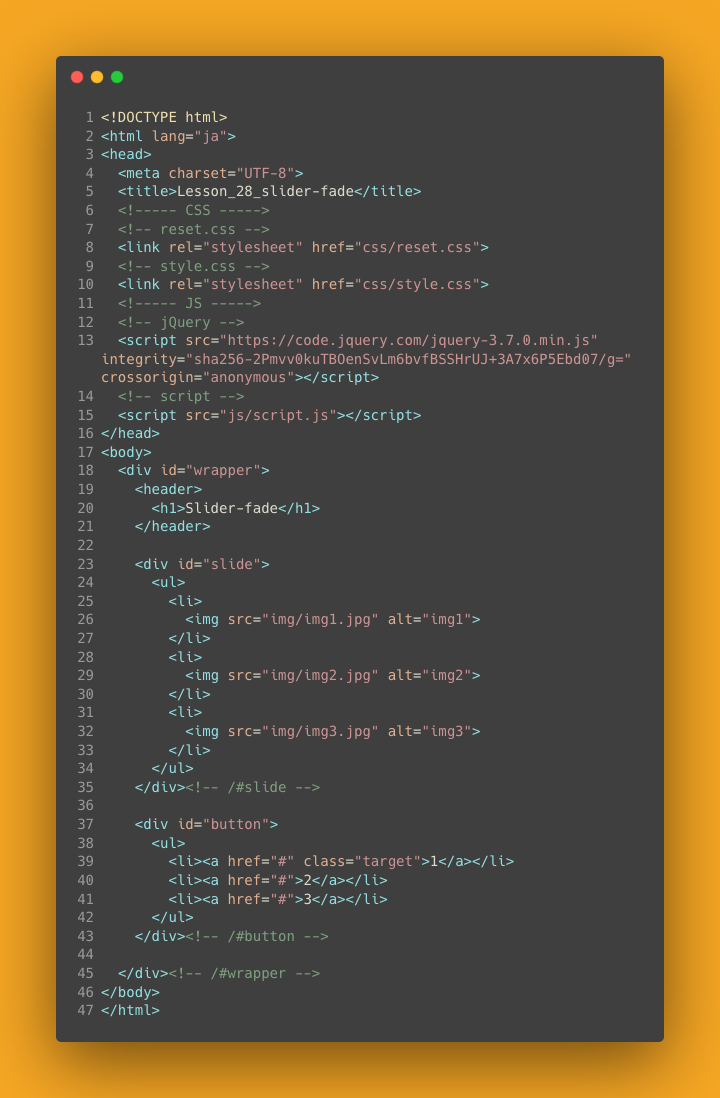 1 <!DOCTYPE html>
2 <html lang="ja">
3 <head>
4   <meta charset="UTF-8">
5   <title>Lesson_28_slider-fade</title>
6   <!----- CSS ----->
7   <!-- reset.css -->
8   <link rel="stylesheet" href="css/reset.css">
9   <!-- style.css -->
10   <link rel="stylesheet" href="css/style.css">
11   <!----- JS ----->
12   <!-- jQuery -->
13   <script src="https://code.jquery.com/jquery-3.7.0.min.js"
integrity="sha256-2Pmvv0kuTBOenSvLm6bvfBSSHrUJ+3A7x6P5Ebd07/g="
crossorigin="anonymous"></script>
14   <!-- script -->
15   <script src="js/script.js"></script>
16 </head>
17 <body>
18   <div id="wrapper">
19     <header>
20       <h1>Slider-fade</h1>
21     </header>
22
23     <div id="slide">
24       <ul>
25         <li>
26           <img src="img/img1.jpg" alt="img1">
27         </li>
28         <li>
29           <img src="img/img2.jpg" alt="img2">
30         </li>
31         <li>
32           <img src="img/img3.jpg" alt="img3">
33         </li>
34       </ul>
35     </div><!-- /#slide -->
36
37     <div id="button">
38       <ul>
39         <li><a href="#" class="target">1</a></li>
40         <li><a href="#">2</a></li>
41         <li><a href="#">3</a></li>
42       </ul>
43     </div><!-- /#button -->
44
45   </div><!-- /#wrapper -->
46 </body>
47 </html>